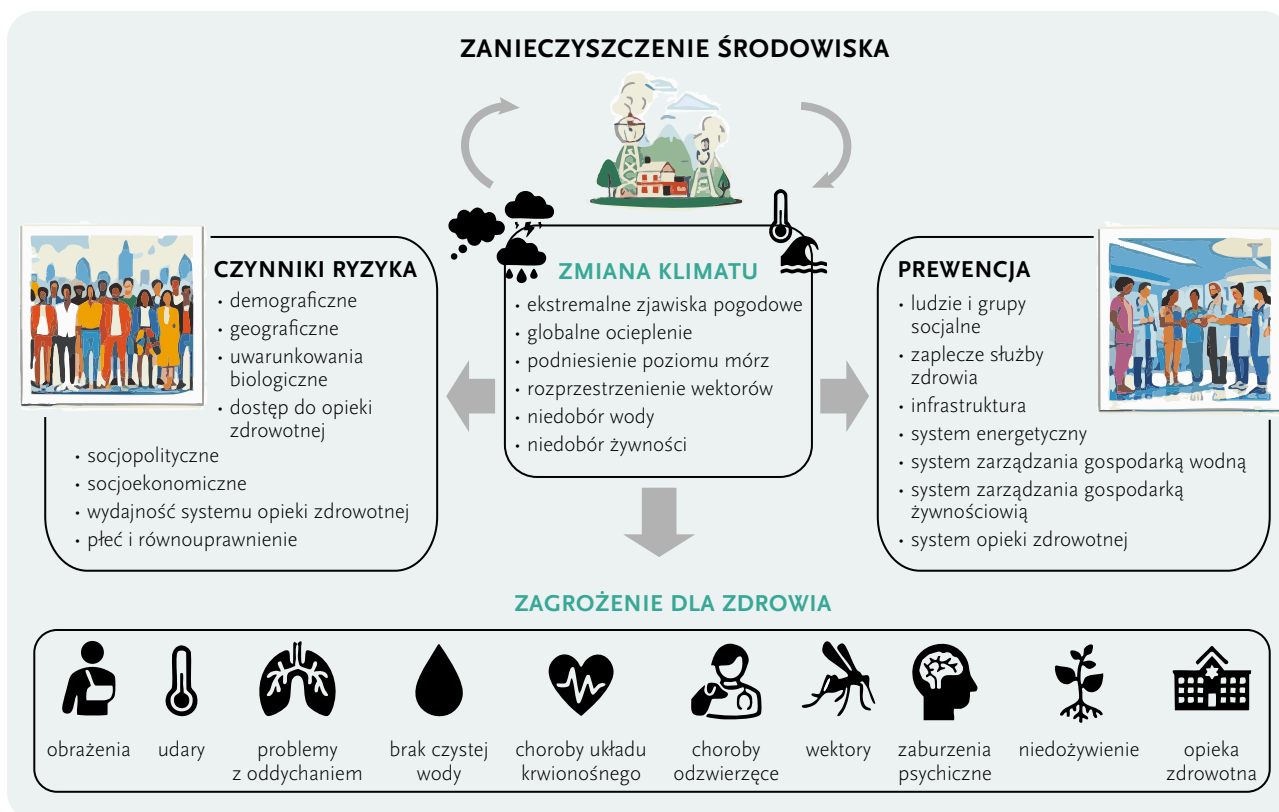 ZANIECZYSZCZENIE ŚRODOWISKA
CZYNNIKI RYZYKA
• demograficzne
• geograficzne
• uwarunkowania
biologiczne
• dostęp do opieki
zdrowotnej
• socjopolityczne
• socjoekonomiczne
• wydajność systemu opieki zdrowotnej
• płeć i równouprawnienie
ZMIANA KLIMATU
• ekstremalne zjawiska pogodowe
• globalne ocieplenie
• podniesienie poziomu mórz
• rozprzestrzenienie wektorów
• niedobór wody
• niedobór żywności
PREWENCJA
• ludzie i grupy
socjalne
• zaplecze służby
zdrowia
• infrastruktura
• system energetyczny
• system zarządzania gospodarką wodną
• system zarządzania gospodarką
żywnościową
• system opieki zdrowotnej
ZAGROŻENIE DLA ZDROWIA
obrażenia
udary
problemy
z oddychaniem
brak czystej
wody
choroby układu
krwionośnego
choroby
odzwierzęce
wektory
zaburzenia
psychiczne
niedożywienie
opieka
zdrowotna